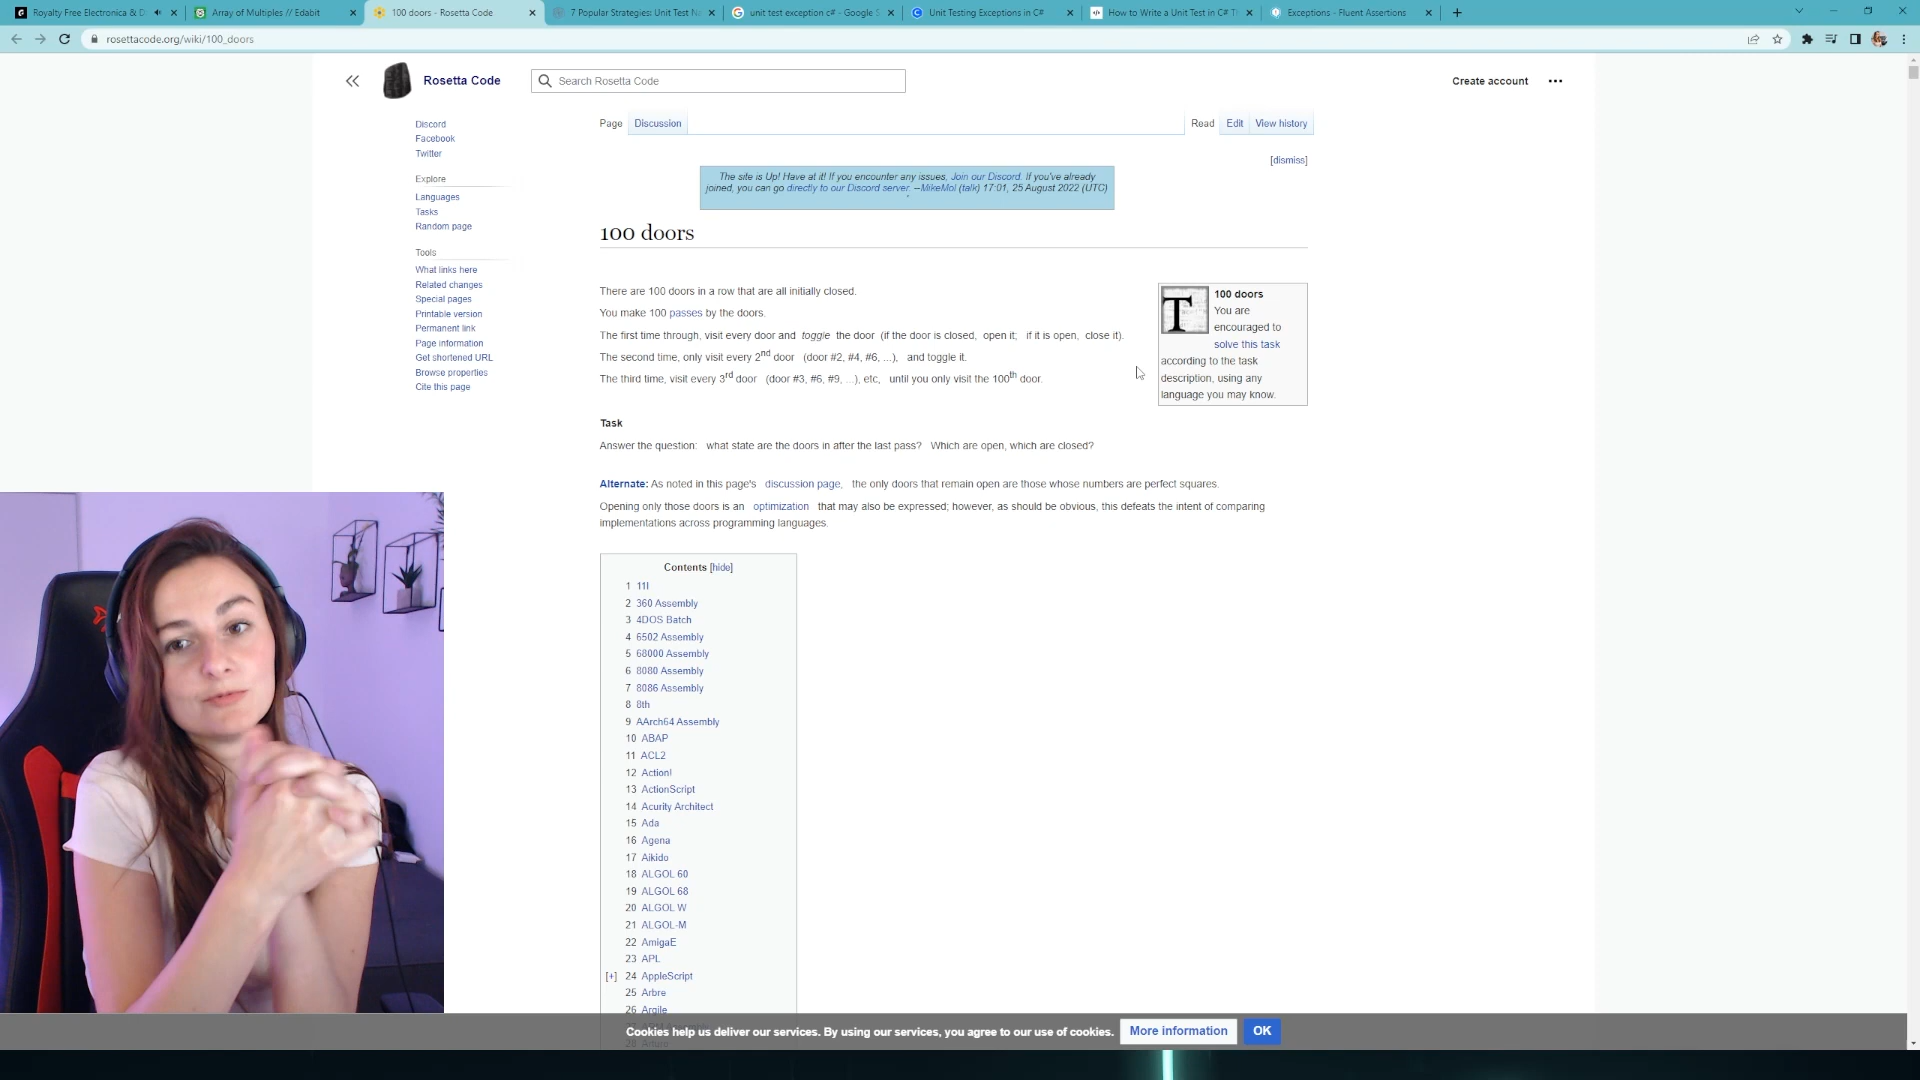 Royalty Free Electronica & D
Array of Multiples // Edabit
100 doors - Rosetta Code
7 Popular Strategies: Unit Test N
unit test exception c# - Google S
Unit Testing Exceptions in C#
How to Write a Unit Test in C# T
Exceptions - Fluent Assertions
rosettacode.org/wiki/100_doors
Rosetta Code
Search Rosetta Code
Create account
Discord
Facebook
Twitter
Explore
Languages
Tasks
Random page
Tools
What links here
Related changes
Special pages
Printable version
Permanent link
Page information
Get shortened URL
Browse properties
Cite this page
Page Discussion
Read Edit View history
[dismiss]
The site is Up! Have at it! If you encounter any issues, Join our Discord. If you've already
joined, you can go directly to our Discord server. --MikeMol (talk) 17:01, 25 August 2022 (UTC)
100 doors
There are 100 doors in a row that are all initially closed.
You make 100 passes by the doors.
The first time through, visit every door and toggle the door (if the door is closed, open it; if it is open, close it).
The second time, only visit every 2nd door (door #2, #4, #6, ...), and toggle it.
The third time, visit every 3rd door (door #3, #6, #9, ...), etc, until you only visit the 100th door.
T
100 doors
You are
encouraged to
solve this task
according to the task
description, using any
language you may know.
Task
Answer the question: what state are the doors in after the last pass? Which are open, which are closed?
Alternate: As noted in this page's discussion page, the only doors that remain open are those whose numbers are perfect squares.
Opening only those doors is an optimization that may also be expressed; however, as should be obvious, this defeats the intent of comparing
implementations across programming languages.
Contents [hide]
1 11l
2 360 Assembly
3 4DOS Batch
4 6502 Assembly
5 68000 Assembly
6 8080 Assembly
7 8086 Assembly
8 8th
9 AArch64 Assembly
10 ABAP
11 ACL2
12 Action!
13 ActionScript
14 Acurity Architect
15 Ada
16 Agena
17 Aikido
18 ALGOL 60
19 ALGOL 68
20 ALGOL W
21 ALGOL-M
22 AmigaE
23 APL
[+] 24 AppleScript
25 Arbre
26 Argile
Cookies help us deliver our services. By using our services, you agree to our use of cookies. More information OK
28 Arturo